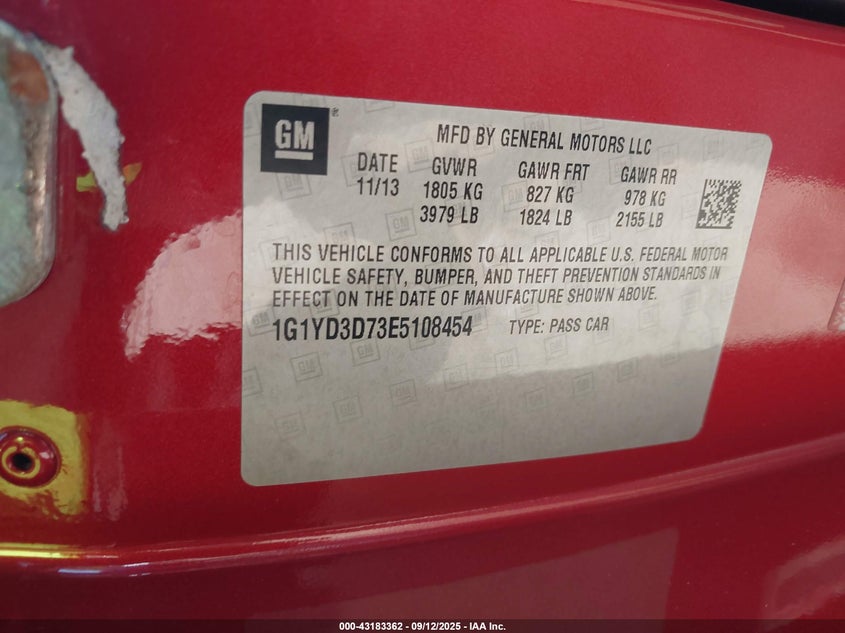 GM ®
MFD BY GENERAL MOTORS LLC
DATE GVWR GAWR FRT GAWR RR
11/13 1805 KG 827 KG 978 KG
3979 LB 1824 LB 2155 LB
THIS VEHICLE CONFORMS TO ALL APPLICABLE U.S. FEDERAL MOTOR
VEHICLE SAFETY, BUMPER, AND THEFT PREVENTION STANDARDS IN
EFFECT ON THE DATE OF MANUFACTURE SHOWN ABOVE.
1G1YD3D73E5108454 TYPE: PASS CAR
000-43183362 - 09/12/2025 - IAA Inc.